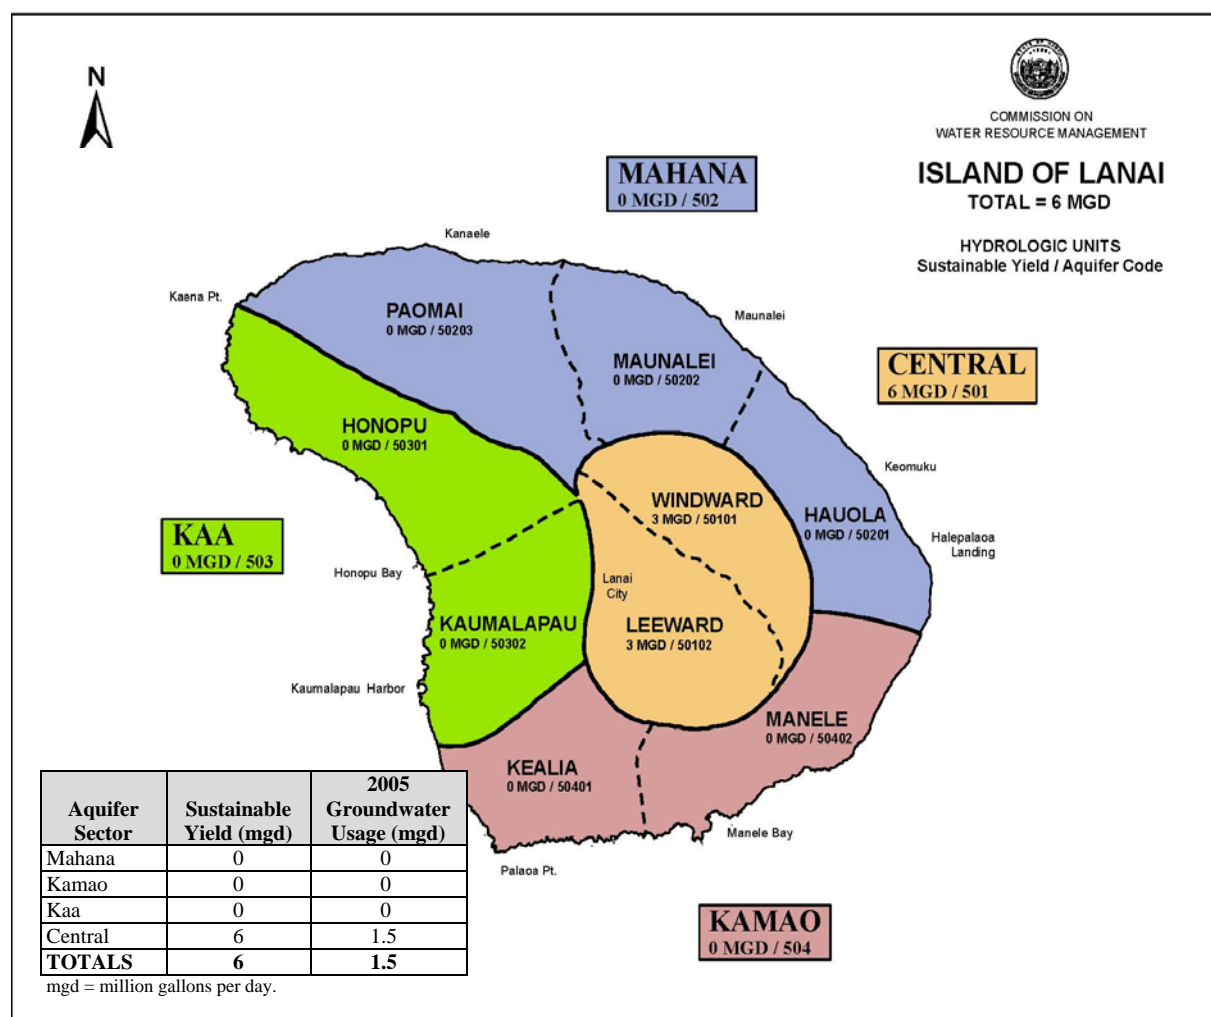 N
COMMISSION ON
WATER RESOURCE MANAGEMENT
ISLAND OF LANAI
TOTAL = 6 MGD
HYDROLOGIC UNITS
Sustainable Yield / Aquifer Code
MAHANA
0 MGD / 502
Kanaele
Kaena Pt.
PAOMAI
0 MGD / 50203
Maunalei
MAUNALEI
0 MGD / 50202
CENTRAL
6 MGD / 501
HONOPU
0 MGD / 50301
Keomuku
WINDWARD
3 MGD / 50101
HAUOLA
0 MGD / 50201
Halepalaoa
Landing
KAA
0 MGD / 503
Honopu Bay
Lanai
City
KAUMALAPAU
0 MGD / 50302
LEEWARD
3 MGD / 50102
Kaumalapau Harbor
MANELE
0 MGD / 50402
KEALIA
0 MGD / 50401
Manele Bay
Palaoa Pt.
KAMAO
0 MGD / 504
Aquifer Sector Sustainable Yield (mgd) 2005 Groundwater Usage (mgd)
Mahana 0 0
Kamao 0 0
Kaa 0 0
Central 6 1.5
TOTALS 6 1.5
mgd = million gallons per day.